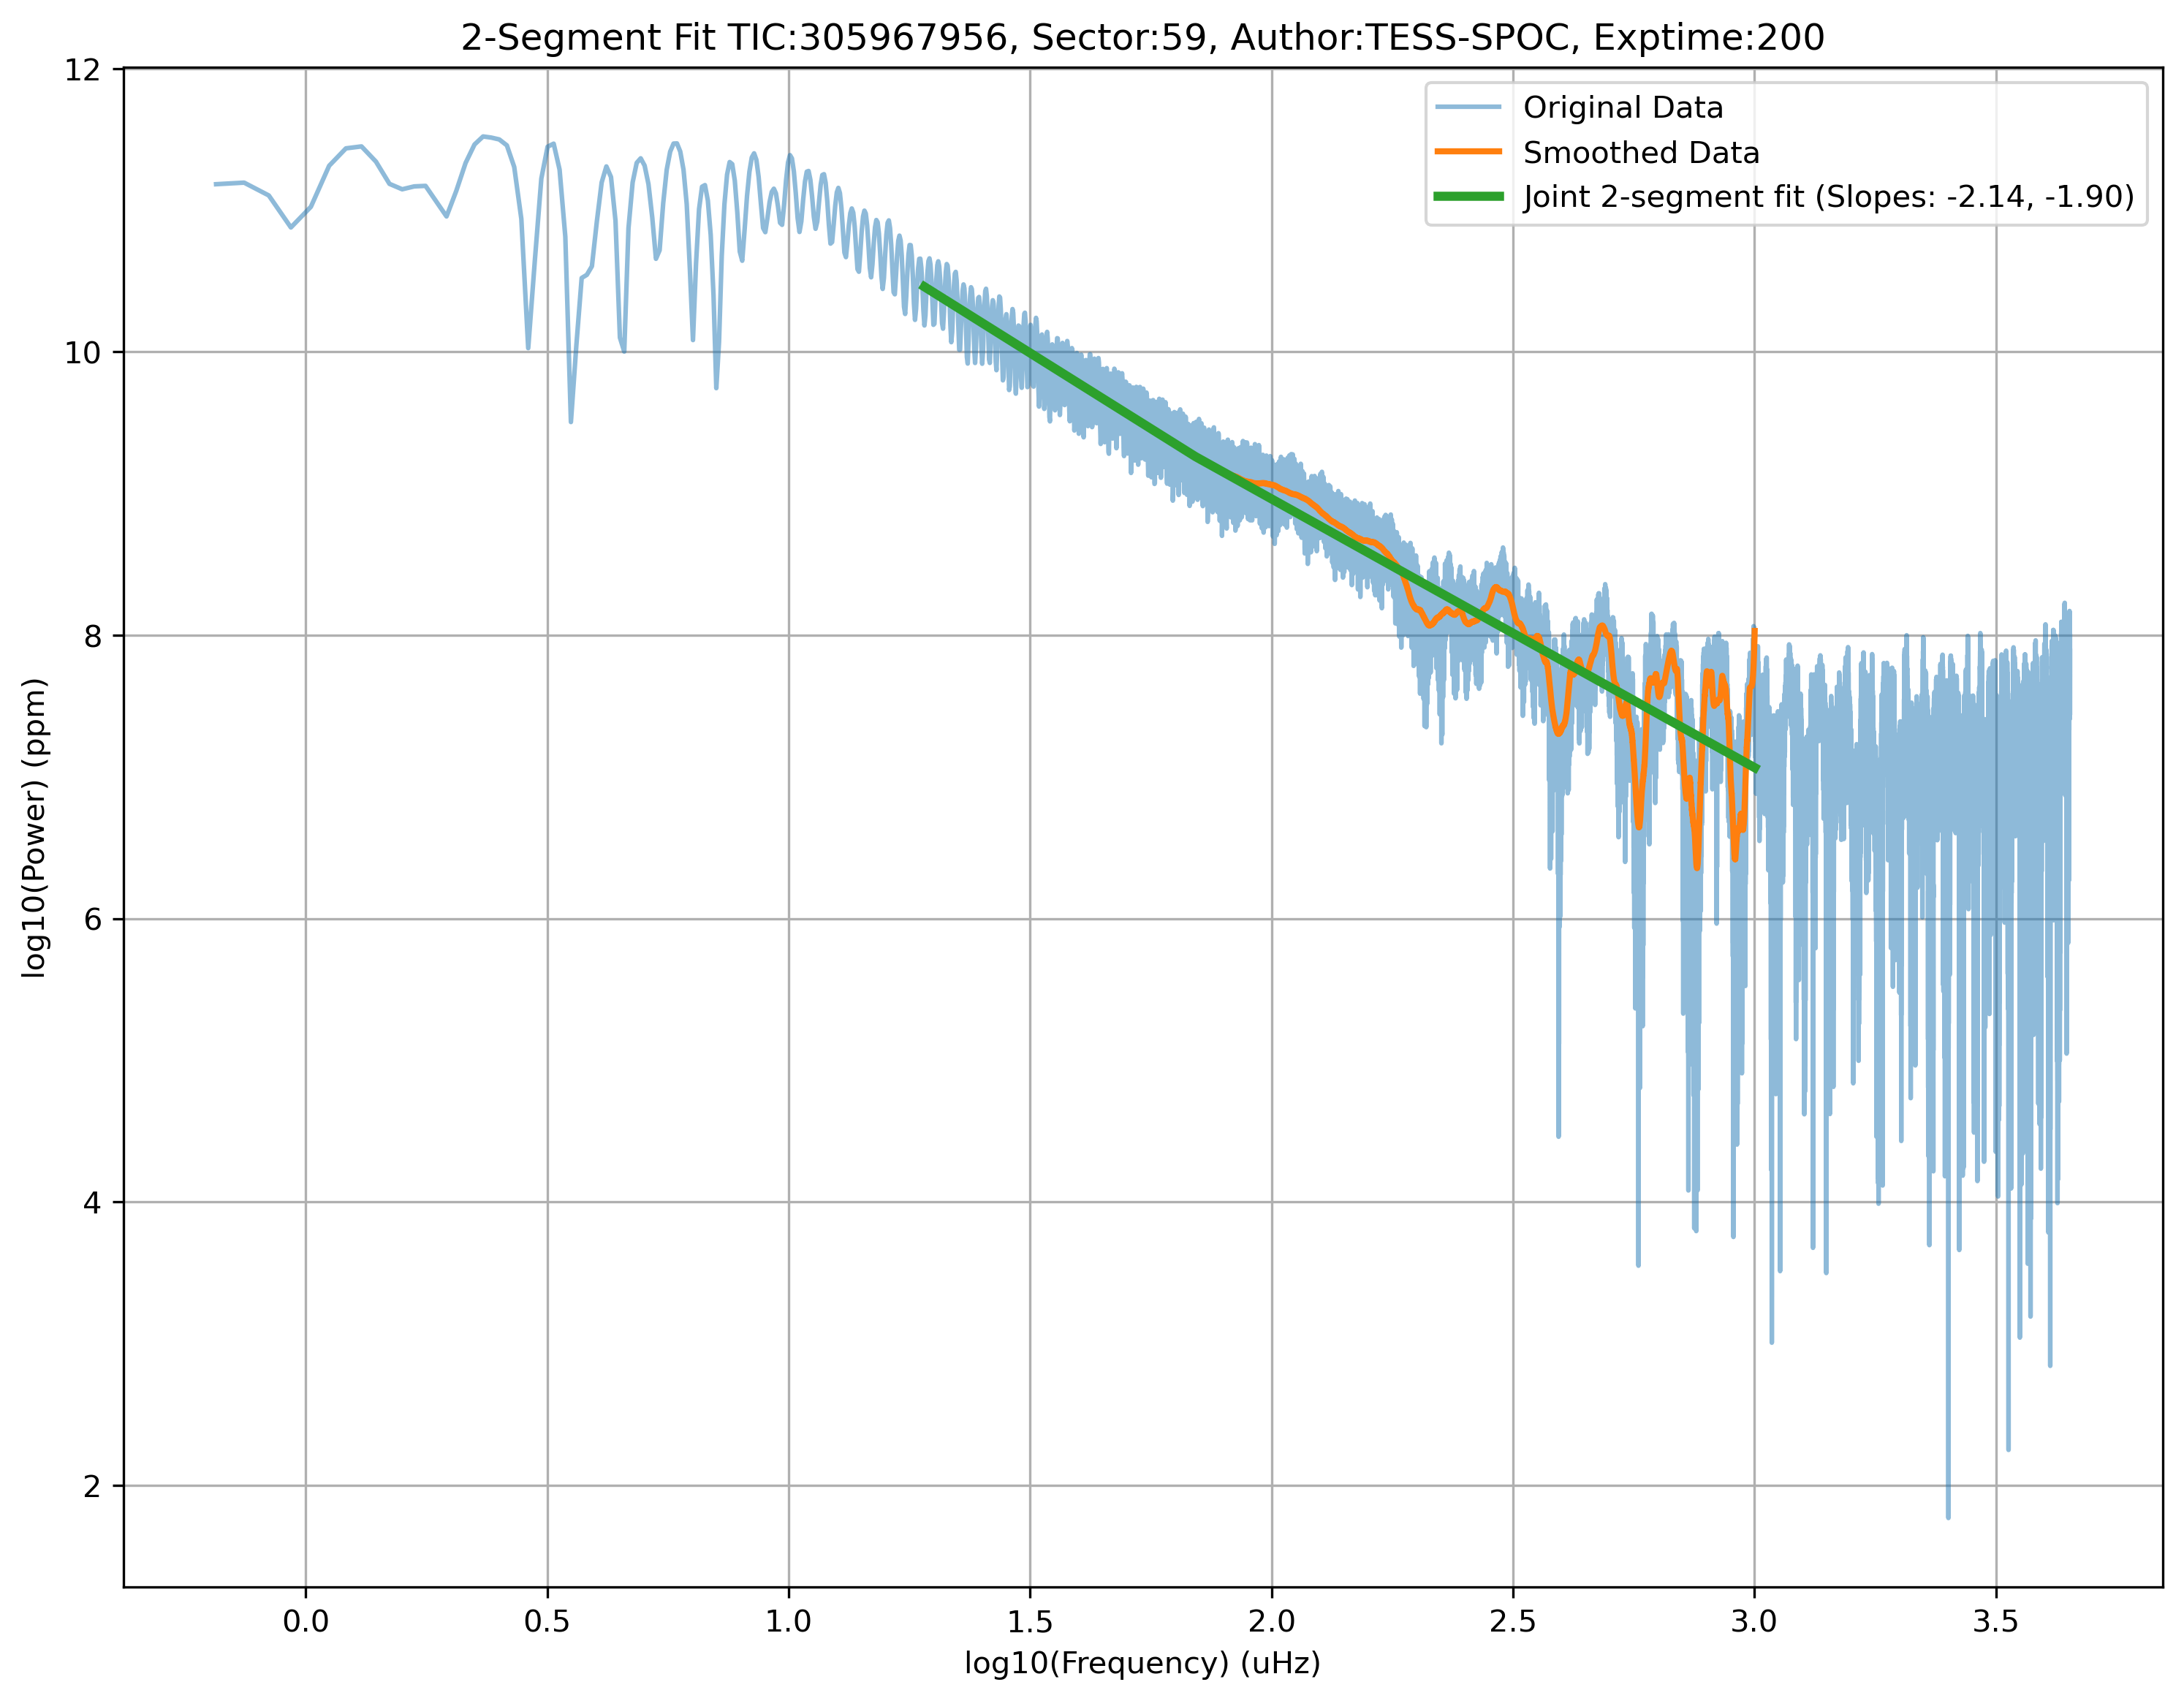 2-Segment Fit TIC:305967956, Sector:59, Author:TESS-SPOC, Exptime:200
Original Data
Smoothed Data
Joint 2-segment fit (Slopes: -2.14, -1.90)
log10(Power) (ppm)
12
10
8
6
4
2
0.0 0.5 1.0 1.5 2.0 2.5 3.0 3.5
log10(Frequency) (uHz)